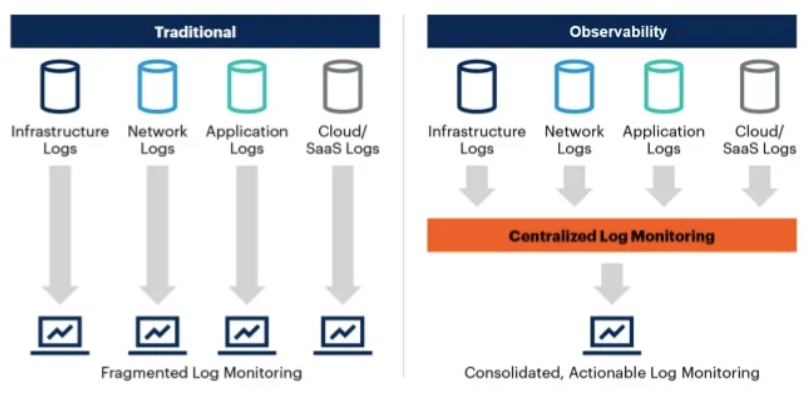 Traditional
Infrastructure
Logs
Network
Logs
Application
Logs
Cloud/
SaaS Logs
Fragmented Log Monitoring
Observability
Infrastructure
Logs
Network
Logs
Application
Logs
Cloud/
SaaS Logs
Centralized Log Monitoring
Consolidated, Actionable Log Monitoring